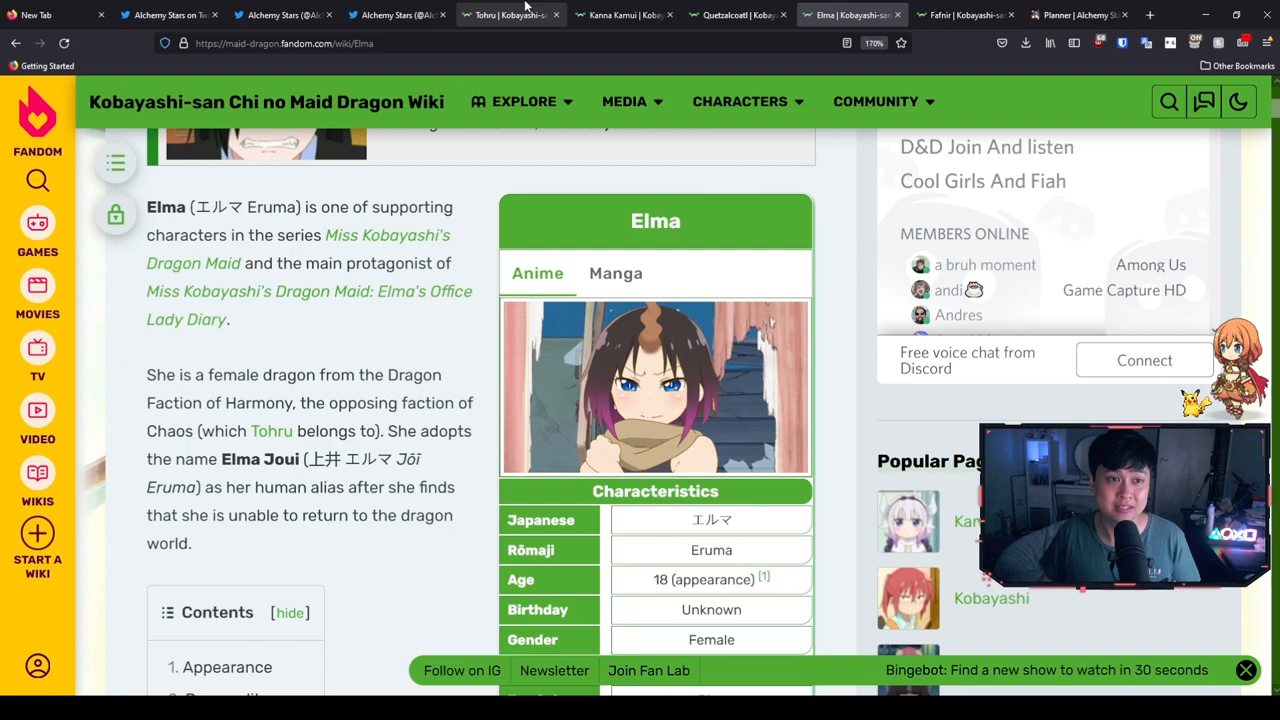 New Tab
Alchemy Stars on Tw
Alchemy Stars (@Al
Alchemy Stars (@Al
Tohru | Kobayashi-sa
Kanna Kamui | Kobay
Quetzalcoatl | Kobaya
Elma | Kobayashi-san
Fafnir | Kobayashi-san
Planner | Alchemy St
https://maid-dragon.fandom.com/wiki/Elma
170%
68
Off
Getting Started
Other Bookmarks
FANDOM
GAMES
MOVIES
TV
VIDEO
WIKIS
START A
WIKI
Kobayashi-san Chi no Maid Dragon Wiki
EXPLORE
MEDIA
CHARACTERS
COMMUNITY
Elma (エルマ Eruma) is one of supporting
characters in the series Miss Kobayashi's
Dragon Maid and the main protagonist of
Miss Kobayashi's Dragon Maid: Elma's Office
Lady Diary.
She is a female dragon from the Dragon
Faction of Harmony, the opposing faction of
Chaos (which Tohru belongs to). She adopts
the name Elma Joui (上井 エルマ Jōī
Eruma) as her human alias after she finds
that she is unable to return to the dragon
world.
Contents [hide]
1. Appearance
Elma
Anime
Manga
Characteristics
Japanese エルマ
Rōmaji Eruma
Age 18 (appearance) [1]
Birthday Unknown
Gender Female
D&D Join And listen
Cool Girls And Fiah
MEMBERS ONLINE
a bruh moment Among Us
andi Game Capture HD
Andres
Free voice chat from
Discord
Connect
Popular Pa
Kan
Kobayashi
Follow on IG
Newsletter
Join Fan Lab
Bingebot: Find a new show to watch in 30 seconds